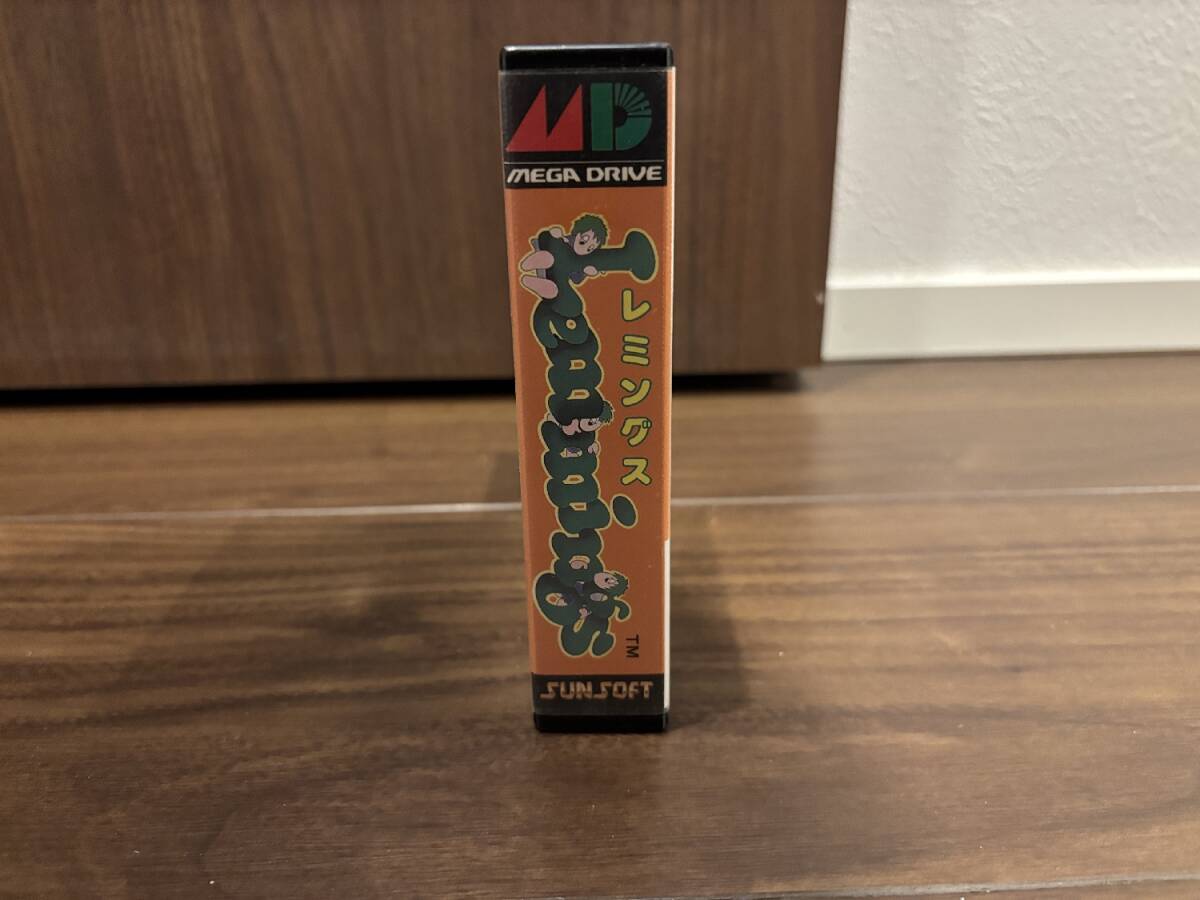 MD
MEGA DRIVE
Lemmings
レミングス
TM
SUNSOFT